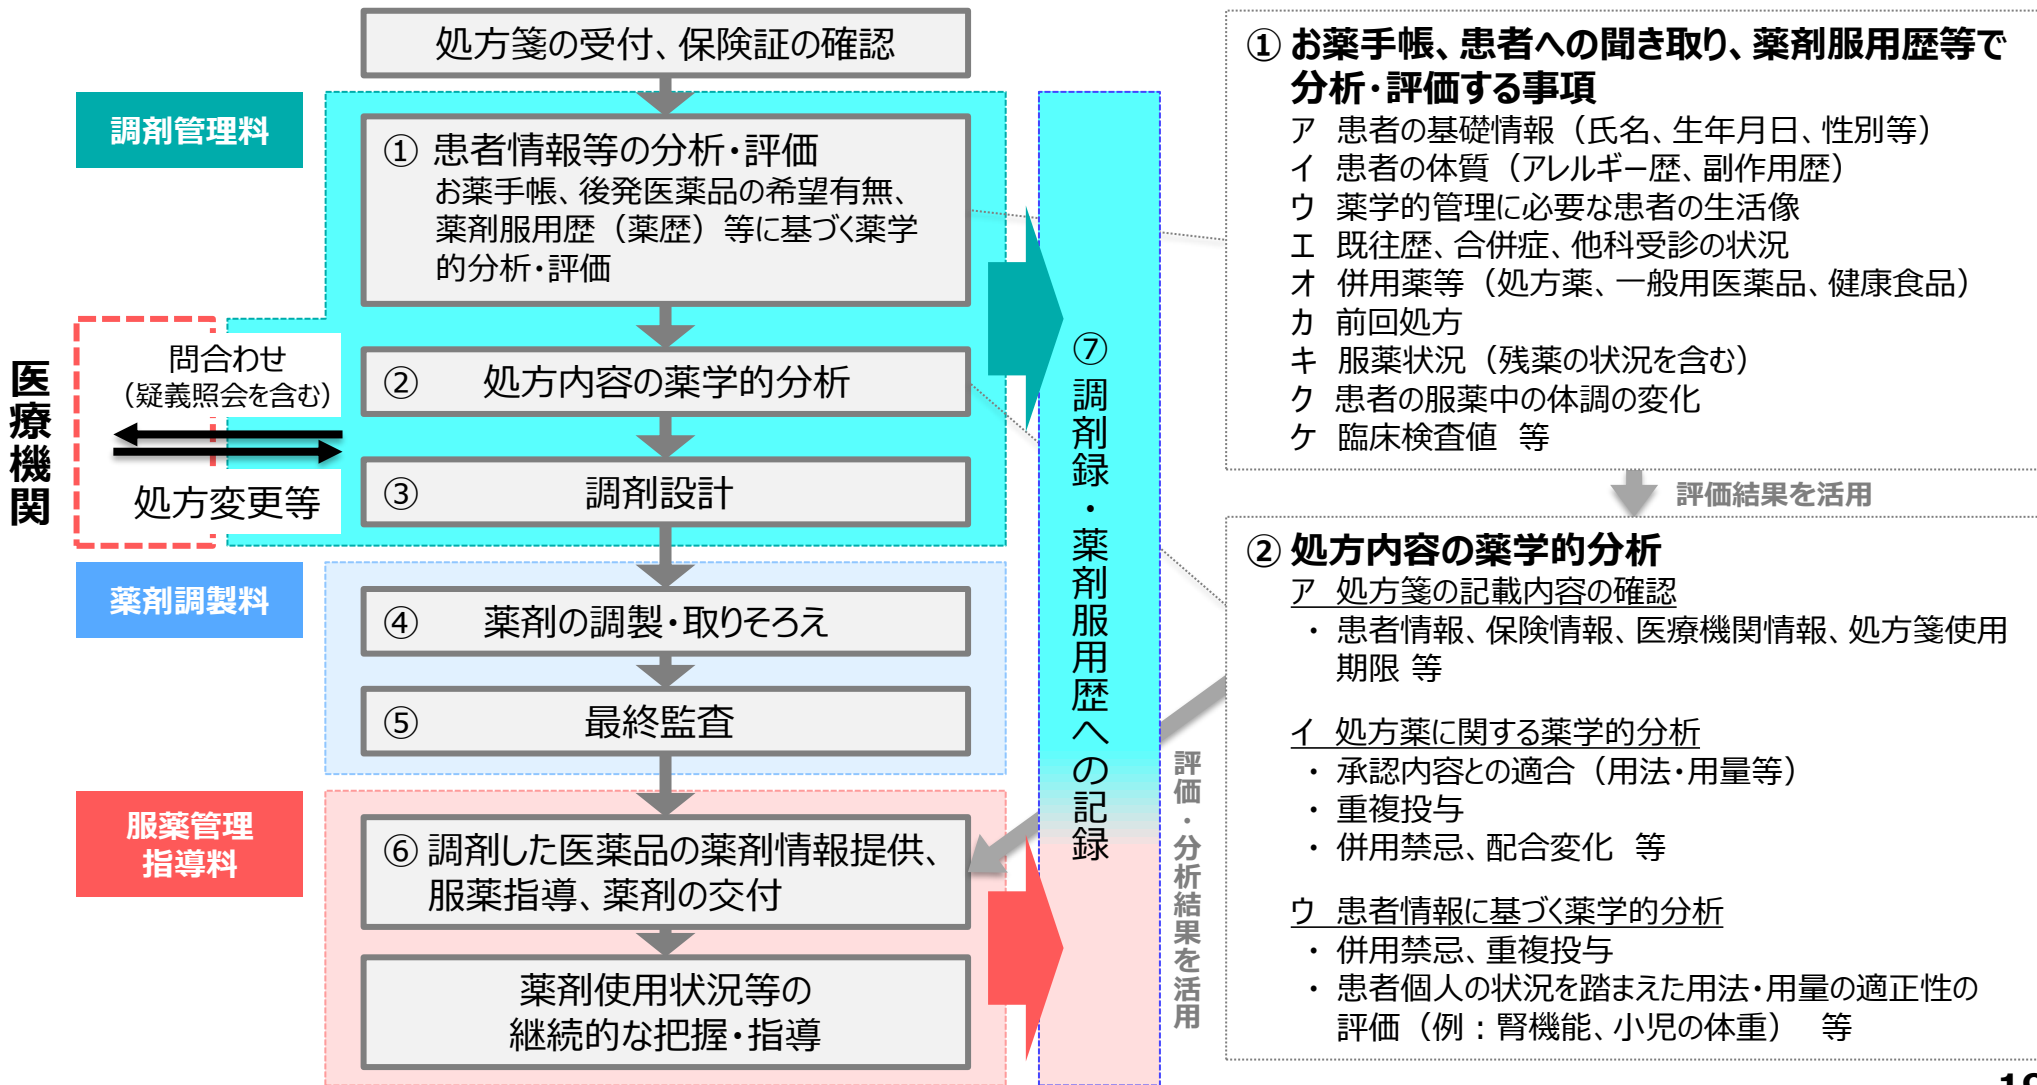 処方箋の受付、保険証の確認
調剤管理料
① 患者情報等の分析・評価
お薬手帳、後発医薬品の希望有無、
薬剤服用歴（薬歴）等に基づく薬学
的分析・評価
医療機関
問合わせ
（疑義照会を含む）
処方変更等
② 処方内容の薬学的分析
③ 調剤設計
薬剤調製料
④ 薬剤の調製・取りそろえ
⑤ 最終監査
服薬管理
指導料
⑥ 調剤した医薬品の薬剤情報提供、
服薬指導、薬剤の交付
薬剤使用状況等の
継続的な把握・指導
⑦ 調剤録・薬剤服用歴への記録
① お薬手帳、患者への聞き取り、薬剤服用歴等で
分析・評価する事項
ア 患者の基礎情報（氏名、生年月日、性別等）
イ 患者の体質（アレルギー歴、副作用歴）
ウ 薬学的管理に必要な患者の生活像
エ 既往歴、合併症、他科受診の状況
オ 併用薬等（処方薬、一般用医薬品、健康食品）
カ 前回処方
キ 服薬状況（残薬の状況を含む）
ク 患者の服薬中の体調の変化
ケ 臨床検査値 等
評価結果を活用
② 処方内容の薬学的分析
ア 処方箋の記載内容の確認
・ 患者情報、保険情報、医療機関情報、処方箋使用
期限 等
イ 処方薬に関する薬学的分析
・ 承認内容との適合（用法・用量等）
・ 重複投与
・ 併用禁忌、配合変化 等
ウ 患者情報に基づく薬学的分析
・ 併用禁忌、重複投与
・ 患者個人の状況を踏まえた用法・用量の適正性の
評価（例：腎機能、小児の体重） 等
評価・分析結果を活用